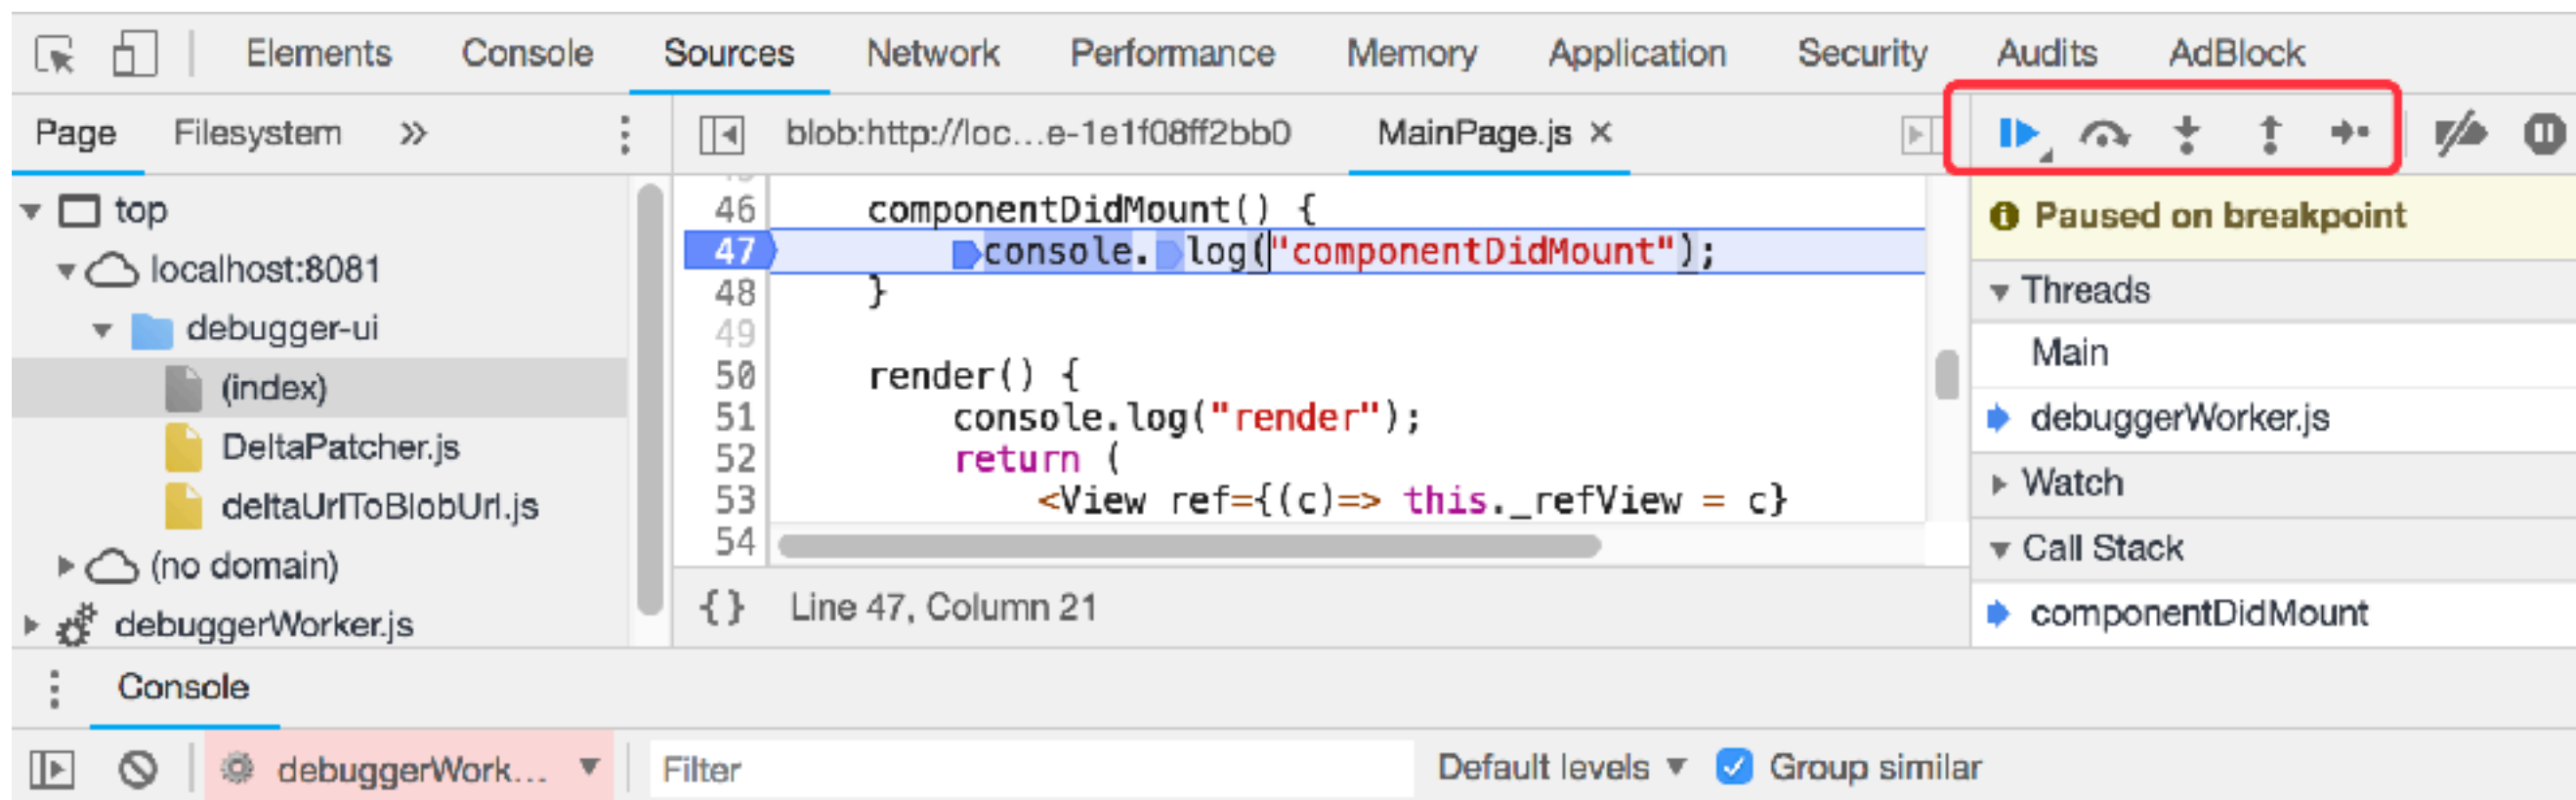 Elements Console Sources Network Performance Memory Application Security Audits AdBlock
Page Filesystem »
blob:http://loc...e-1e1f08ff2bb0 MainPage.js ×
top
localhost:8081
debugger-ui
(index)
DeltaPatcher.js
deltaUrlToBlobUrl.js
(no domain)
debuggerWorker.js
46 componentDidMount() {
47 console.log("componentDidMount");
48 }
49
50 render() {
51 console.log("render");
52 return (
53 <View ref={(c)=> this._refView = c}
54
{} Line 47, Column 21
Paused on breakpoint
Threads
Main
debuggerWorker.js
Watch
Call Stack
componentDidMount
Console
debuggerWork... Filter Default levels Group similar